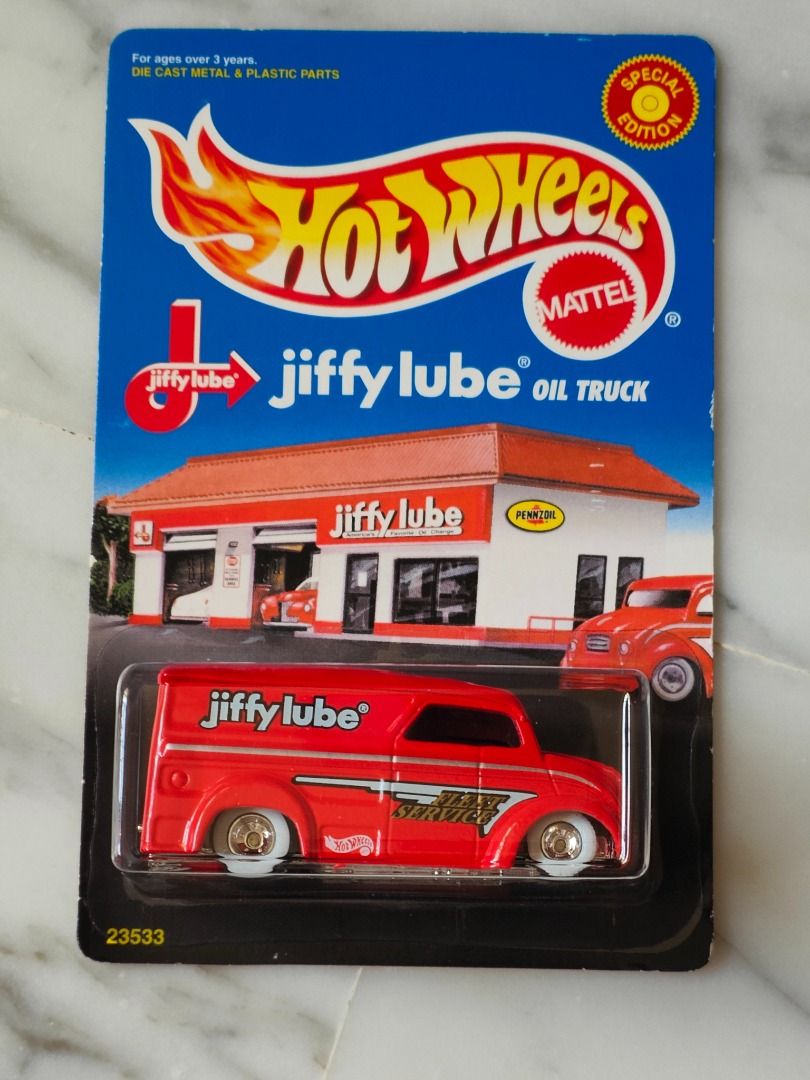 For ages over 3 years.
DIE CAST METAL & PLASTIC PARTS
SPECIAL
EDITION
HOT WHEELS
MATTEL
®
jiffy lube®
jiffy lube® OIL TRUCK
jiffy lube
America's Favorite Oil Change
PENNZOIL
jiffy lube®
FLEET
SERVICE
HOT WHEELS
23533